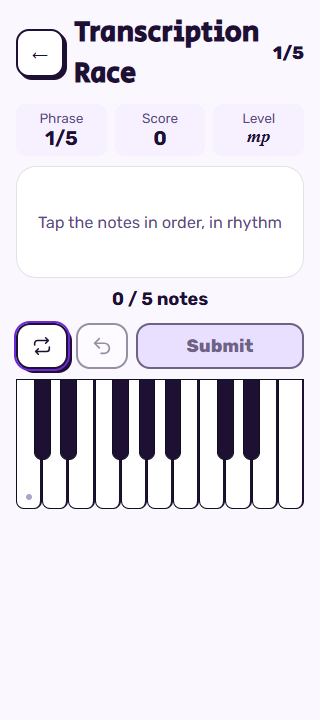 ←
Transcription
Race
1/5
Phrase
1/5
Score
0
Level
mp
Tap the notes in order, in rhythm
0 / 5 notes
Submit